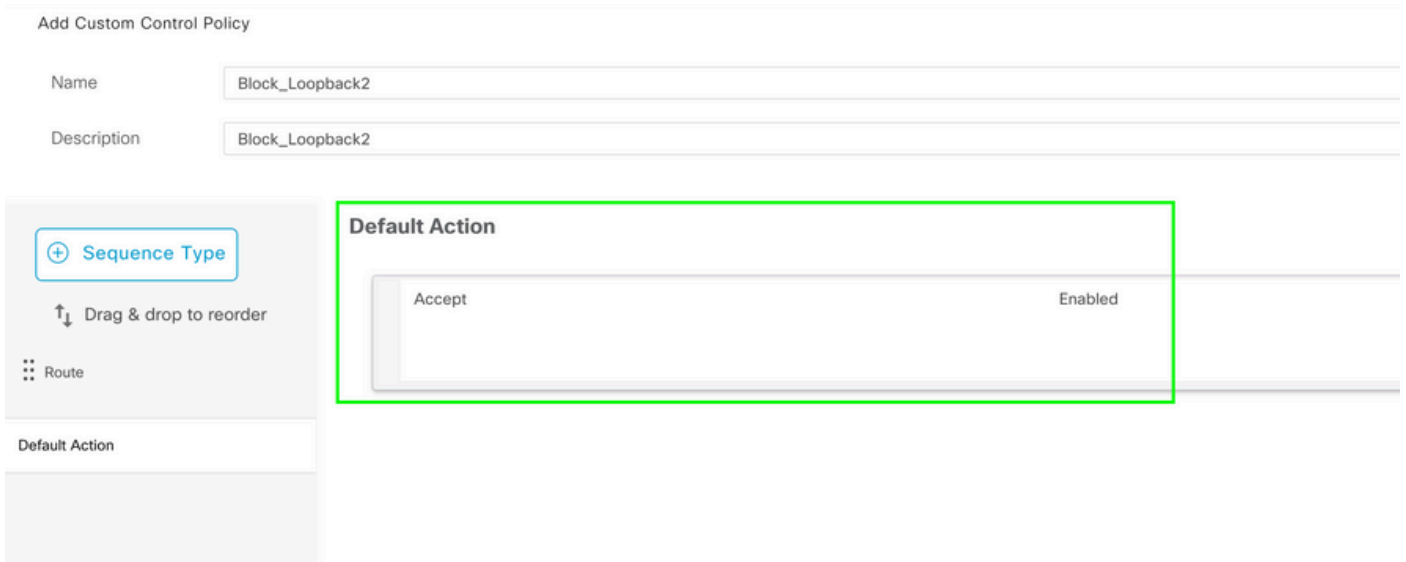 Add Custom Control Policy
Name
Block_Loopback2
Description
Block_Loopback2
Sequence Type
Drag & drop to reorder
Route
Default Action
Default Action
Accept
Enabled